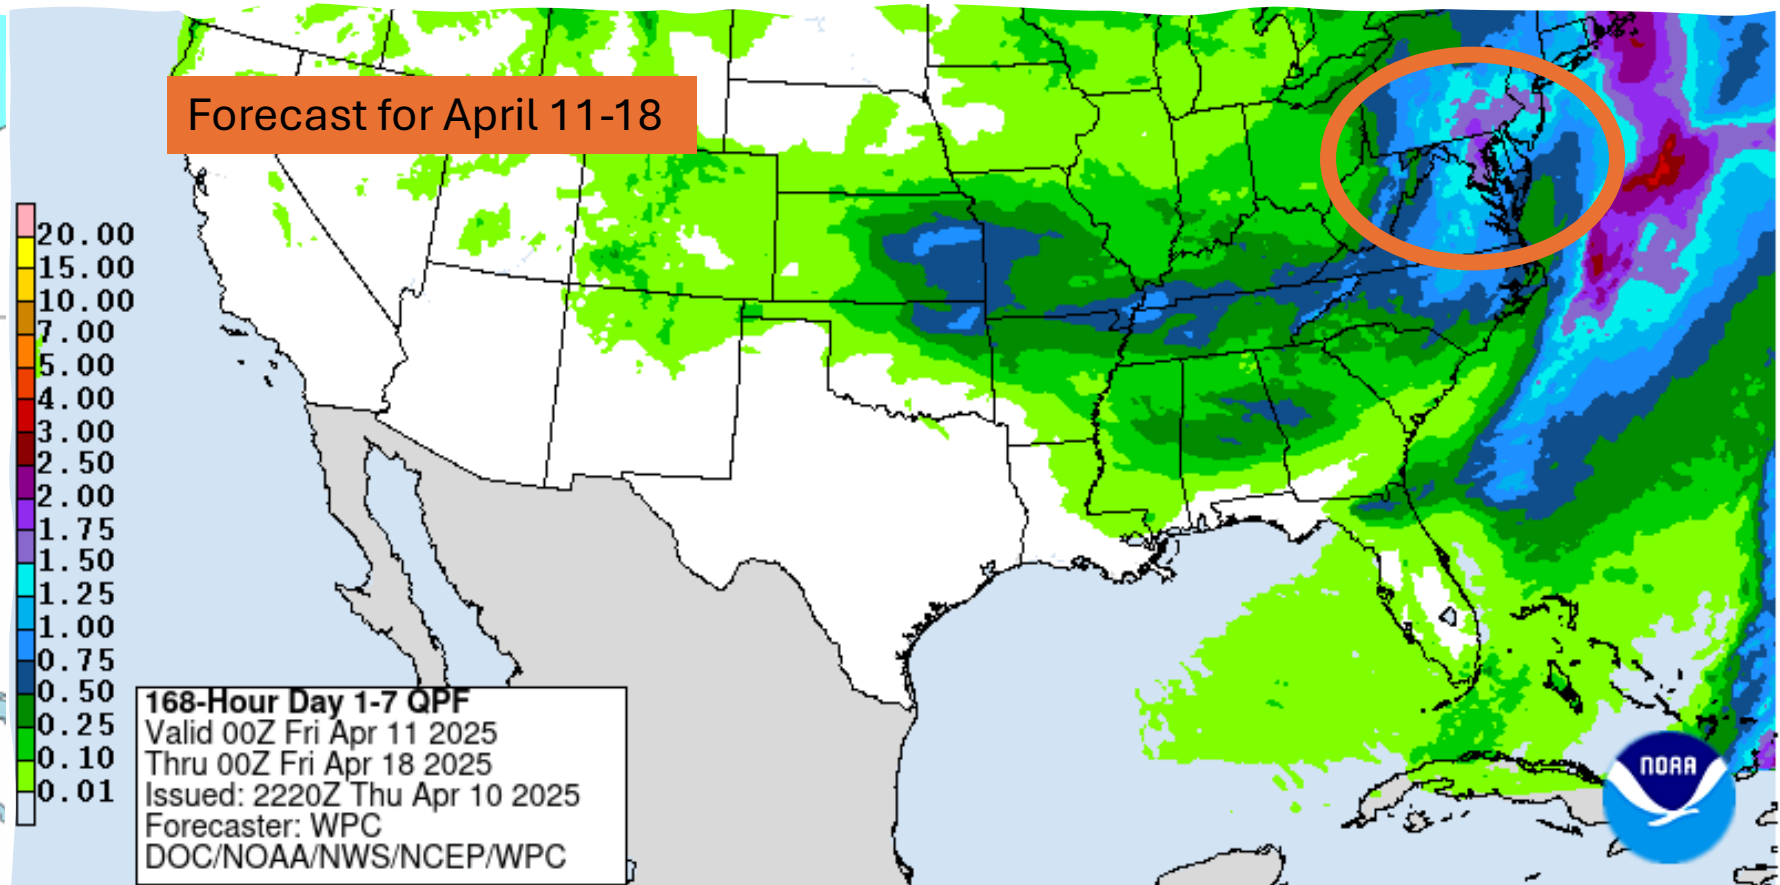 Forecast for April 11-18
20.00
15.00
10.00
7.00
5.00
4.00
3.00
2.50
2.00
1.75
1.50
1.25
1.00
0.75
0.50
0.25
0.10
0.01
168-Hour Day 1-7 QPF
Valid 00Z Fri Apr 11 2025
Thru 00Z Fri Apr 18 2025
Issued: 2220Z Thu Apr 10 2025
Forecaster: WPC
DOC/NOAA/NWS/NCEP/WPC
NOAA